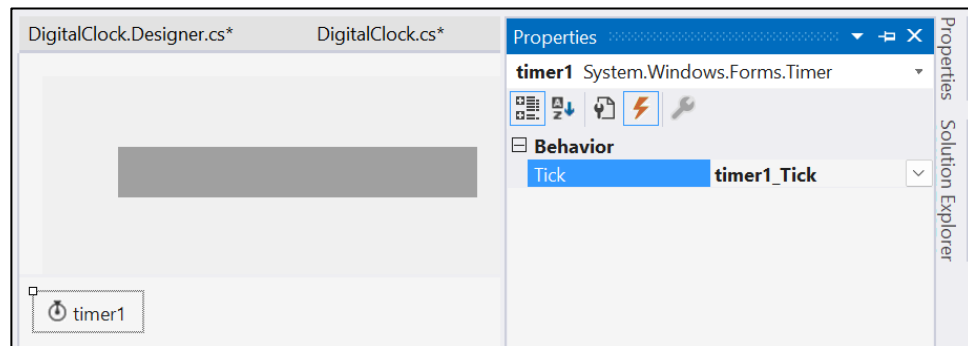 DigitalClock.Designer.cs*
DigitalClock.cs*
Properties
timer1 System.Windows.Forms.Timer
Behavior
Tick
timer1_Tick
timer1
Properties
Solution Explorer